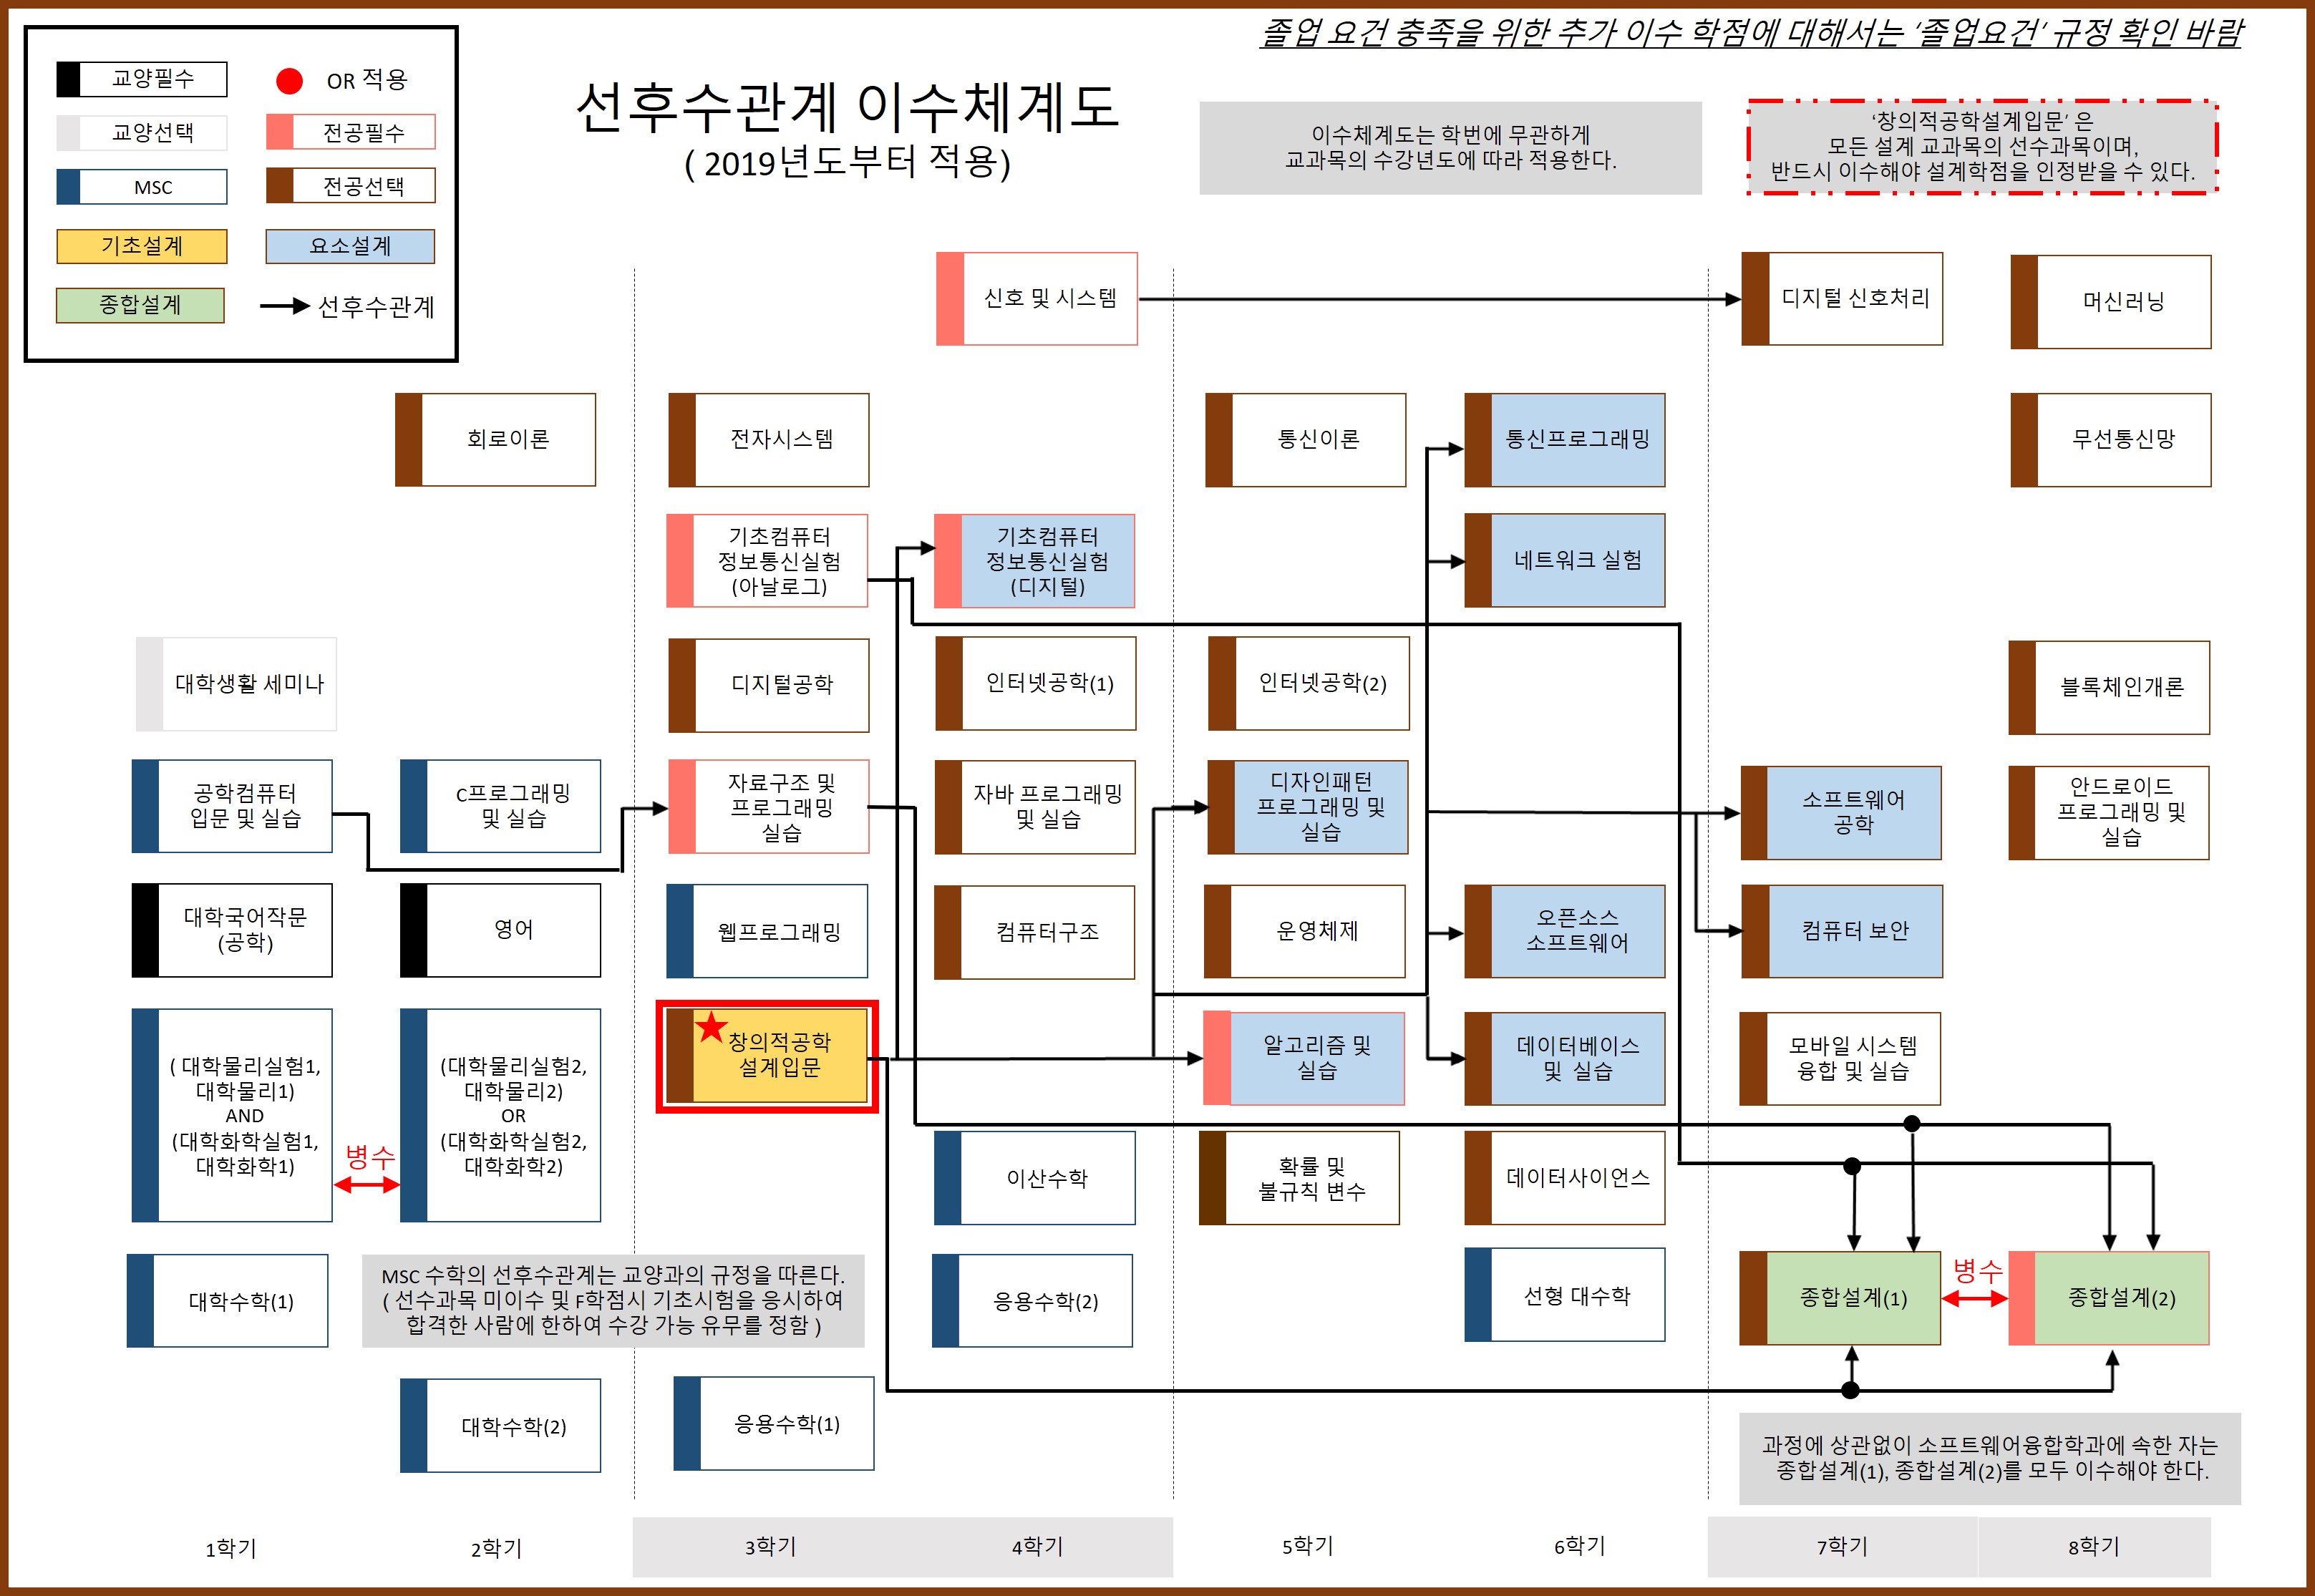 졸업 요건 충족을 위한 추가 이수 학점에 대해서는 ‘졸업요건’ 규정 확인 바람
교양필수
OR 적용
교양선택
전공필수
MSC
전공선택
기초설계
요소설계
종합설계
선후수관계
선후수관계 이수체계도
( 2019년도부터 적용)
이수체계도는 학번에 무관하게
교과목의 수강년도에 따라 적용한다.
‘창의적공학설계입문’ 은
모든 설계 교과목의 선수과목이며,
반드시 이수해야 설계학점을 인정받을 수 있다.
신호 및 시스템
디지털 신호처리
머신러닝
회로이론
전자시스템
통신이론
통신프로그래밍
무선통신망
기초컴퓨터
정보통신실험
(아날로그)
기초컴퓨터
정보통신실험
(디지털)
네트워크 실험
대학생활 세미나
디지털공학
인터넷공학(1)
인터넷공학(2)
블록체인개론
공학컴퓨터
입문 및 실습
C프로그래밍
및 실습
자료구조 및
프로그래밍
실습
자바 프로그래밍
및 실습
디자인패턴
프로그래밍 및
실습
소프트웨어
공학
안드로이드
프로그래밍 및
실습
대학국어작문
(공학)
영어
웹프로그래밍
컴퓨터구조
운영체제
오픈소스
소프트웨어
컴퓨터 보안
( 대학물리실험1,
대학물리1)
AND
(대학화학실험1,
대학화학1)
병수
(대학물리실험2,
대학물리2)
OR
(대학화학실험2,
대학화학2)
창의적공학
설계입문
알고리즘 및
실습
데이터베이스
및 실습
모바일 시스템
융합 및 실습
이산수학
확률 및
불규칙 변수
데이터사이언스
대학수학(1)
MSC 수학의 선후수관계는 교양과의 규정을 따른다.
( 선수과목 미이수 및 F학점시 기초시험을 응시하여
합격한 사람에 한하여 수강 가능 유무를 정함 )
응용수학(2)
선형 대수학
종합설계(1)
병수
종합설계(2)
대학수학(2)
응용수학(1)
과정에 상관없이 소프트웨어융합학과에 속한 자는
종합설계(1), 종합설계(2)를 모두 이수해야 한다.
1학기
2학기
3학기
4학기
5학기
6학기
7학기
8학기